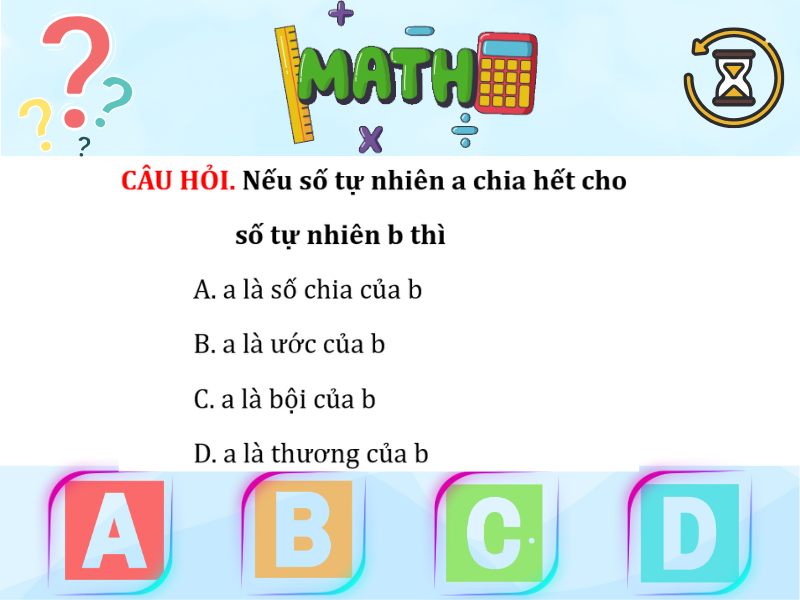 MATH
CÂU HỎI. Nếu số tự nhiên a chia hết cho
số tự nhiên b thì
A. a là số chia của b
B. a là ước của b
C. a là bội của b
D. a là thương của b
A B C D